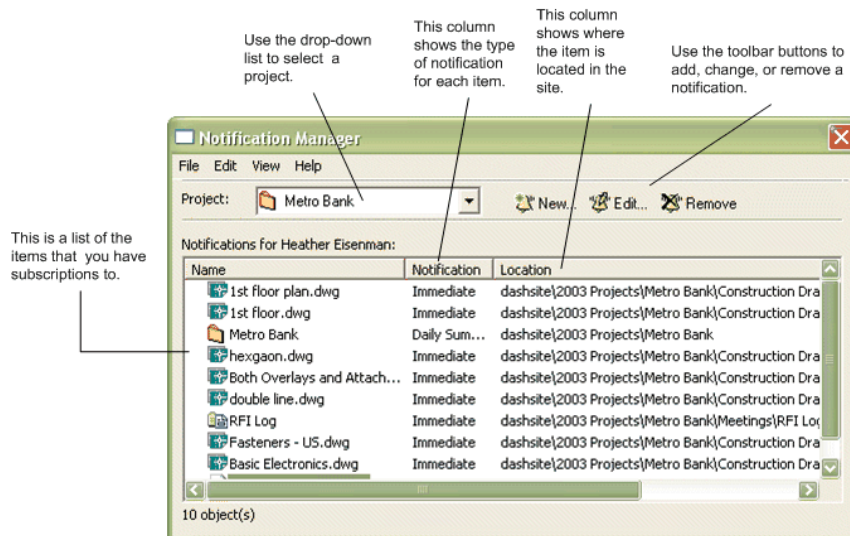 Use the drop-down
list to select a
project.
This column
shows the type
of notification
for each item.
This column
shows where
the item is
located in the
site.
Use the toolbar buttons to
add, change, or remove a
notification.
This is a list of the
items that you have
subscriptions to.
Notification Manager
File Edit View Help
Project: Metro Bank New... Edit... Remove
Notifications for Heather Eisenman:
Name Notification Location
1st floor plan.dwg Immediate dashsite\2003 Projects\Metro Bank\Construction Dra
1st floor.dwg Immediate dashsite\2003 Projects\Metro Bank\Construction Dra
Metro Bank Daily Sum... dashsite\2003 Projects\Metro Bank
hexgaon.dwg Immediate dashsite\2003 Projects\Metro Bank\Construction Dra
Both Overlays and Attach... Immediate dashsite\2003 Projects\Metro Bank\Construction Dra
double line.dwg Immediate dashsite\2003 Projects\Metro Bank\Construction Dra
RFI Log Immediate dashsite\2003 Projects\Metro Bank\Meetings\RFI Log
Fasteners - US.dwg Immediate dashsite\2003 Projects\Metro Bank\Construction Dra
Basic Electronics.dwg Immediate dashsite\2003 Projects\Metro Bank\Construction Dra
10 object(s)